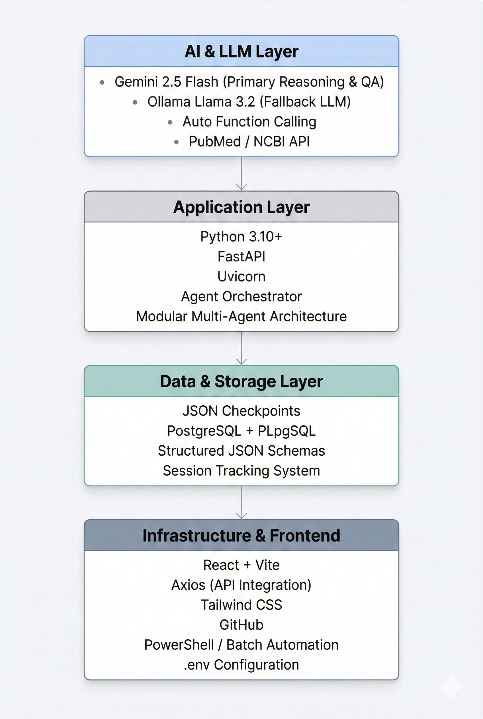 AI & LLM Layer
• Gemini 2.5 Flash (Primary Reasoning & QA)
• Ollama Llama 3.2 (Fallback LLM)
• Auto Function Calling
• PubMed / NCBI API
Application Layer
Python 3.10+
FastAPI
Uvicorn
Agent Orchestrator
Modular Multi-Agent Architecture
Data & Storage Layer
JSON Checkpoints
PostgreSQL + PLpgSQL
Structured JSON Schemas
Session Tracking System
Infrastructure & Frontend
React + Vite
Axios (API Integration)
Tailwind CSS
GitHub
PowerShell / Batch Automation
.env Configuration